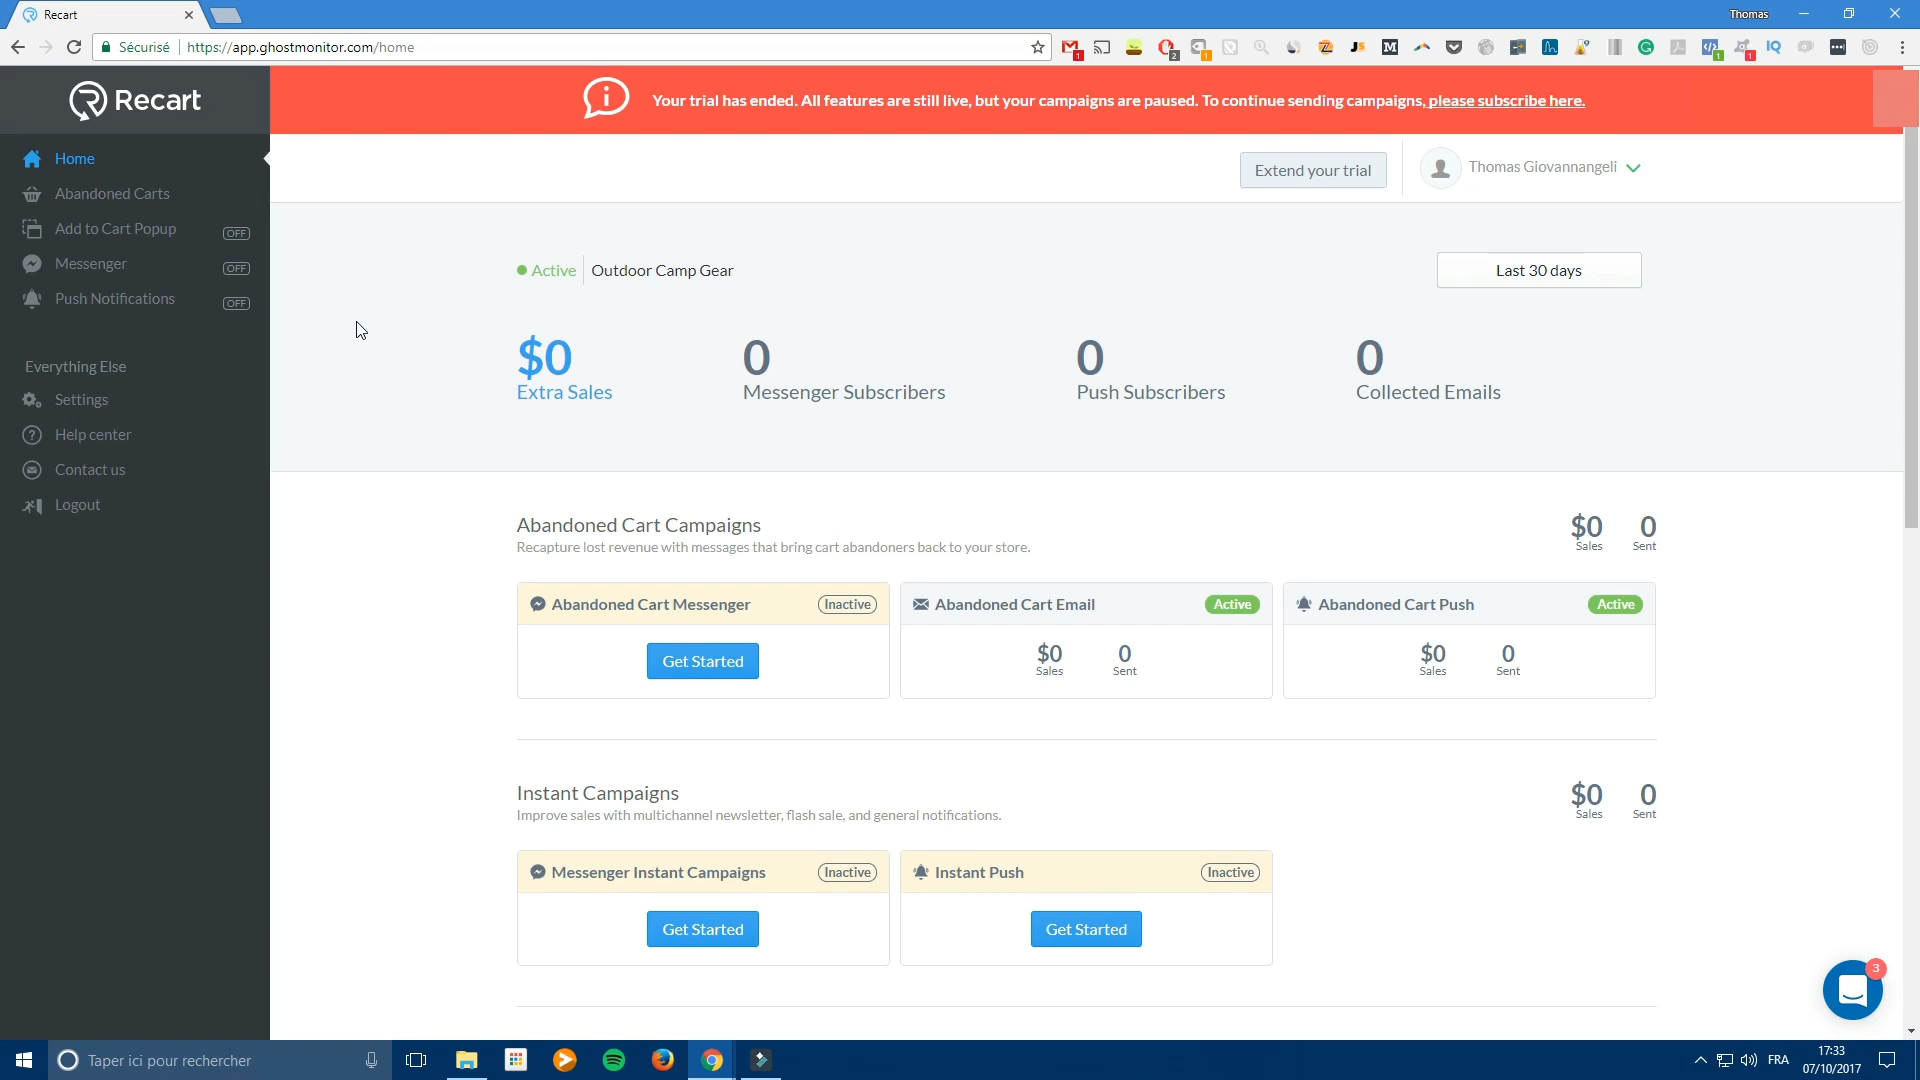 Recart
Thomas
Sécurisé
https://app.ghostmonitor.com/home
1
2
1
JS
M
1
1
IQ
Recart
Your trial has ended. All features are still live, but your campaigns are paused. To continue sending campaigns, please subscribe here.
Home
Abandoned Carts
Add to Cart Popup OFF
Messenger OFF
Push Notifications OFF
Everything Else
Settings
Help center
Contact us
Logout
Extend your trial
Thomas Giovannangeli
Active
Outdoor Camp Gear
Last 30 days
$0
Extra Sales
0
Messenger Subscribers
0
Push Subscribers
0
Collected Emails
Abandoned Cart Campaigns
Recapture lost revenue with messages that bring cart abandoners back to your store.
$0
Sales
0
Sent
Abandoned Cart Messenger Inactive
Get Started
Abandoned Cart Email Active
$0
Sales
0
Sent
Abandoned Cart Push Active
$0
Sales
0
Sent
Instant Campaigns
Improve sales with multichannel newsletter, flash sale, and general notifications.
$0
Sales
0
Sent
Messenger Instant Campaigns Inactive
Get Started
Instant Push Inactive
Get Started
3
Taper ici pour rechercher
FRA
17:33
07/10/2017